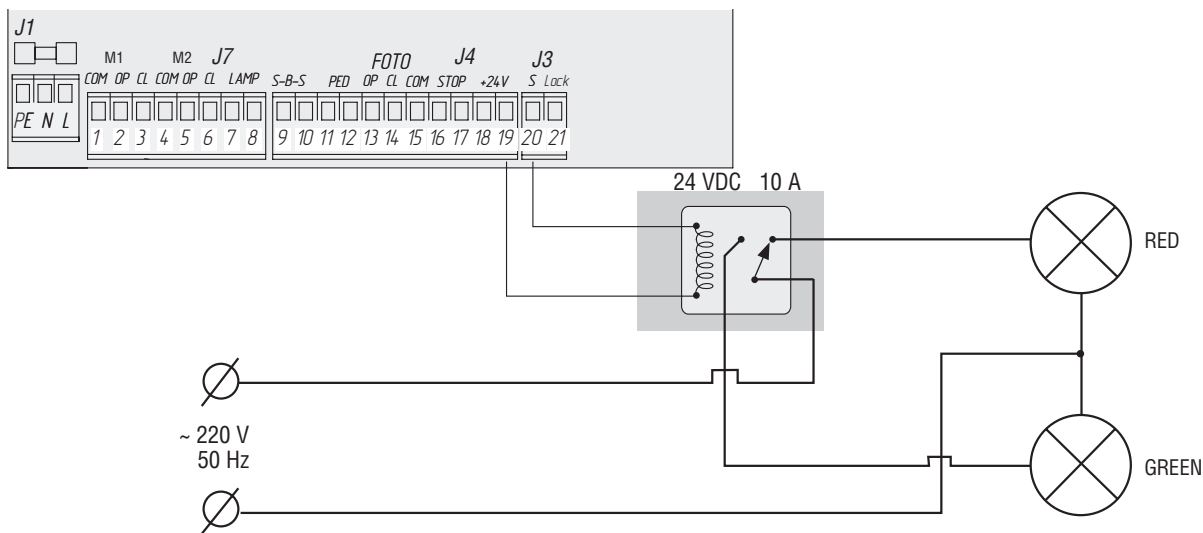 J1
M1 M2 J7 FOTO J4 J3
COM OP CL COM OP CL LAMP S-B-S PED OP CL COM STOP +24V S Lock
PE N L
1 2 3 4 5 6 7 8 9 10 11 12 13 14 15 16 17 18 19 20 21
24 VDC 10 A
RED
~ 220 V
50 Hz
GREEN